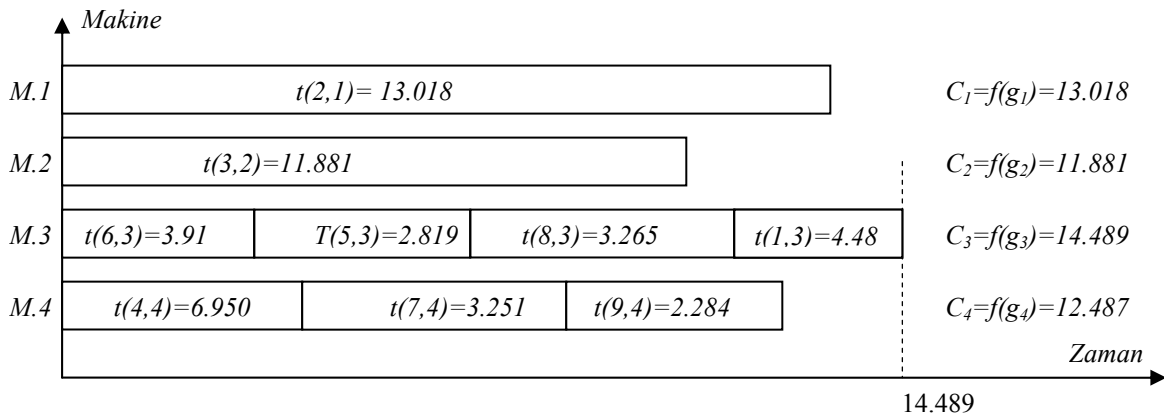 Makine
M.1 t(2,1)= 13.018 C1=f(g1)=13.018
M.2 t(3,2)=11.881 C2=f(g2)=11.881
M.3 t(6,3)=3.91 T(5,3)=2.819 t(8,3)=3.265 t(1,3)=4.48 C3=f(g3)=14.489
M.4 t(4,4)=6.950 t(7,4)=3.251 t(9,4)=2.284 C4=f(g4)=12.487
Zaman
14.489